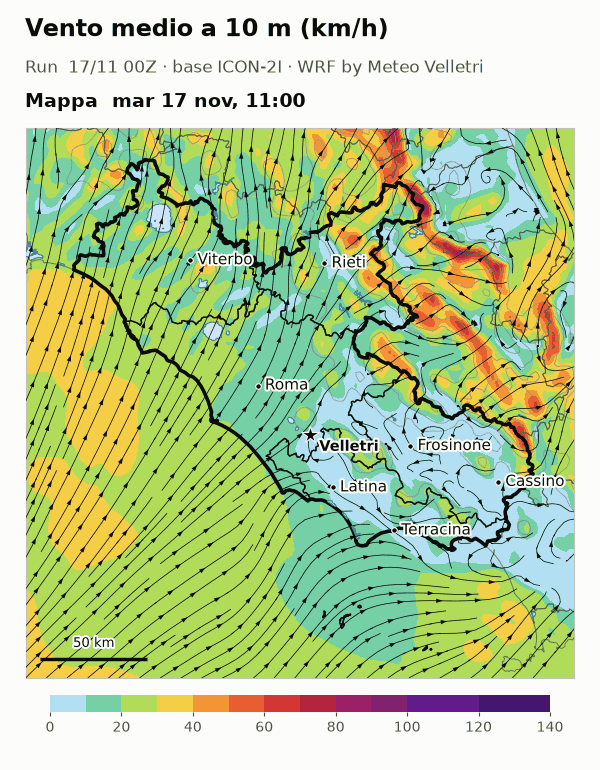 Vento medio a 10 m (km/h)
Run 17/11 00Z · base ICON-2I · WRF by Meteo Velletri
Mappa mar 17 nov, 11:00
Viterbo
Rieti
Roma
Velletri
Frosinone
Latina
Cassino
Terracina
50 km
0 20 40 60 80 100 120 140